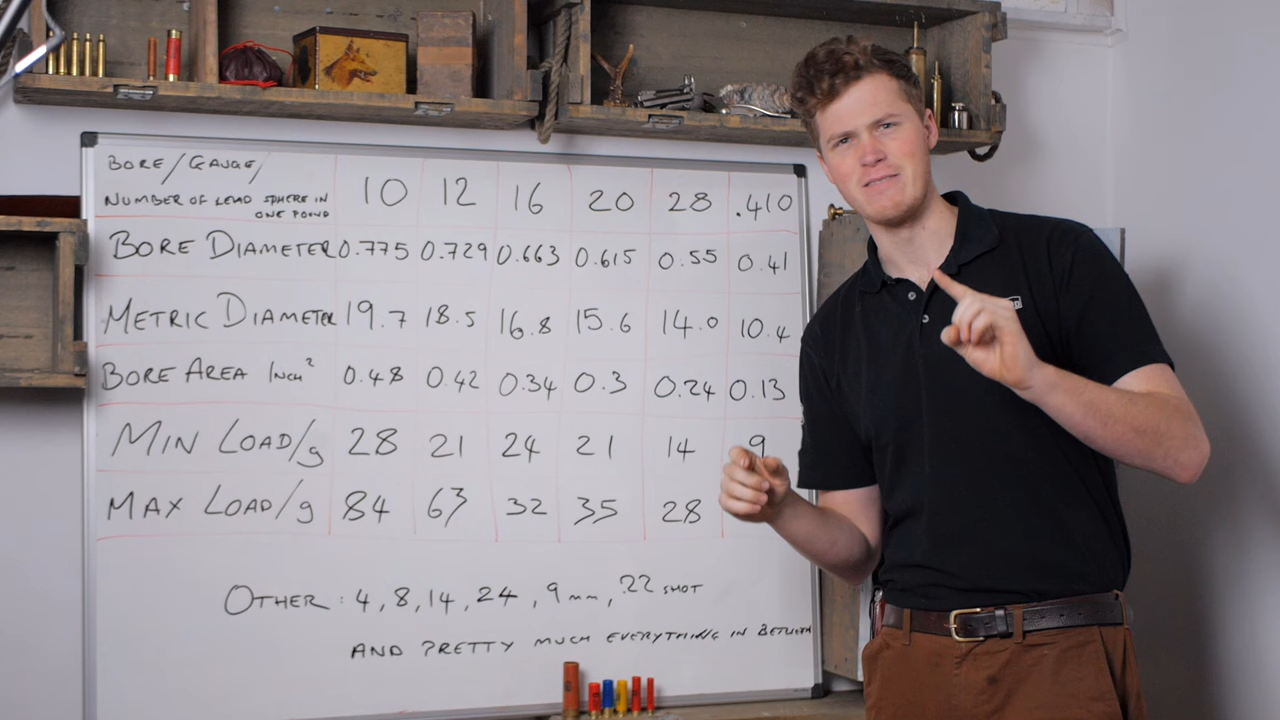 BORE/GAUGE/
NUMBER OF LEAD SPHERE IN
ONE POUND
10 12 16 20 28 .410
BORE DIAMETER 0.775 0.729 0.663 0.615 0.55 0.41
METRIC DIAMETER 19.7 18.5 16.8 15.6 14.0 10.4
BORE AREA INCH² 0.48 0.42 0.34 0.3 0.24 0.13
MIN LOAD/g 28 21 24 21 14 9
MAX LOAD/g 84 63 32 35 28
OTHER: 4, 8, 14, 24, 9mm, .22 SHOT
AND PRETTY MUCH EVERYTHING IN BETWEEN